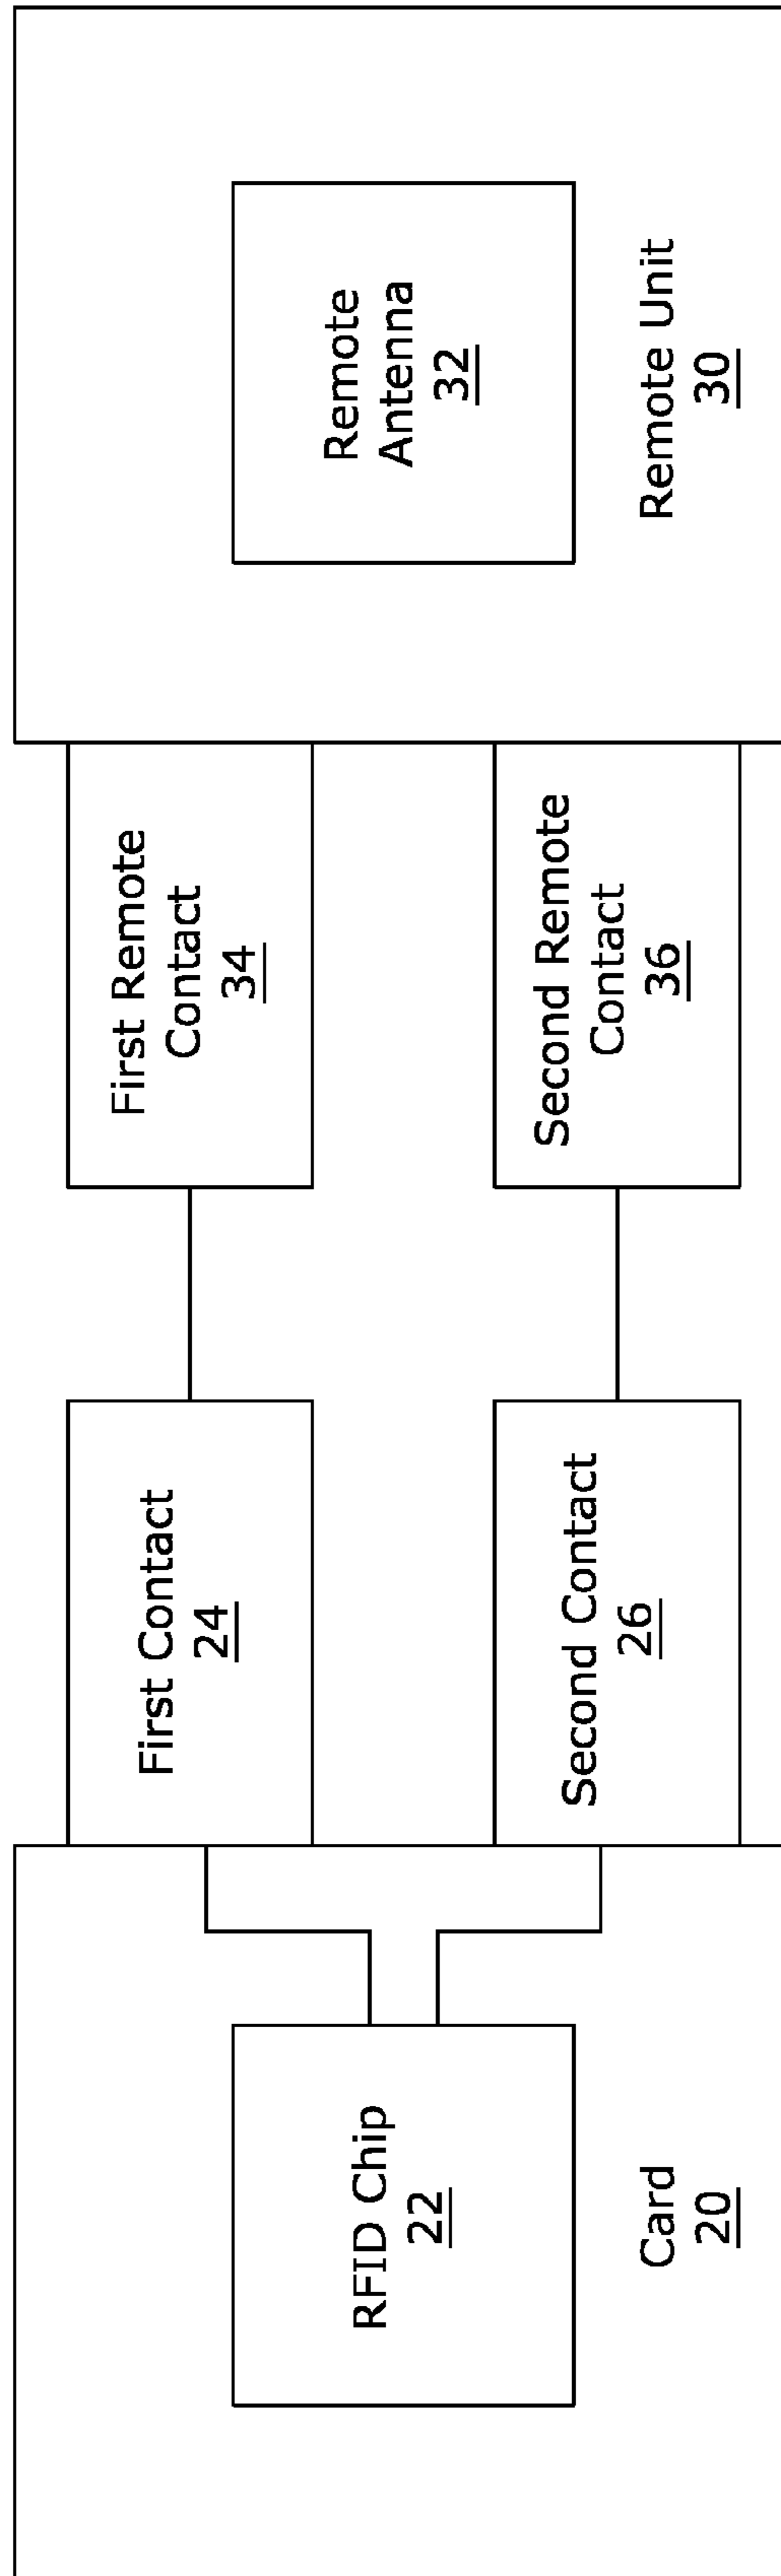 RFID Chip
22
Card
20
First Contact
24
Second Contact
26
First Remote
Contact
34
Second Remote
Contact
36
Remote
Antenna
32
Remote Unit
30